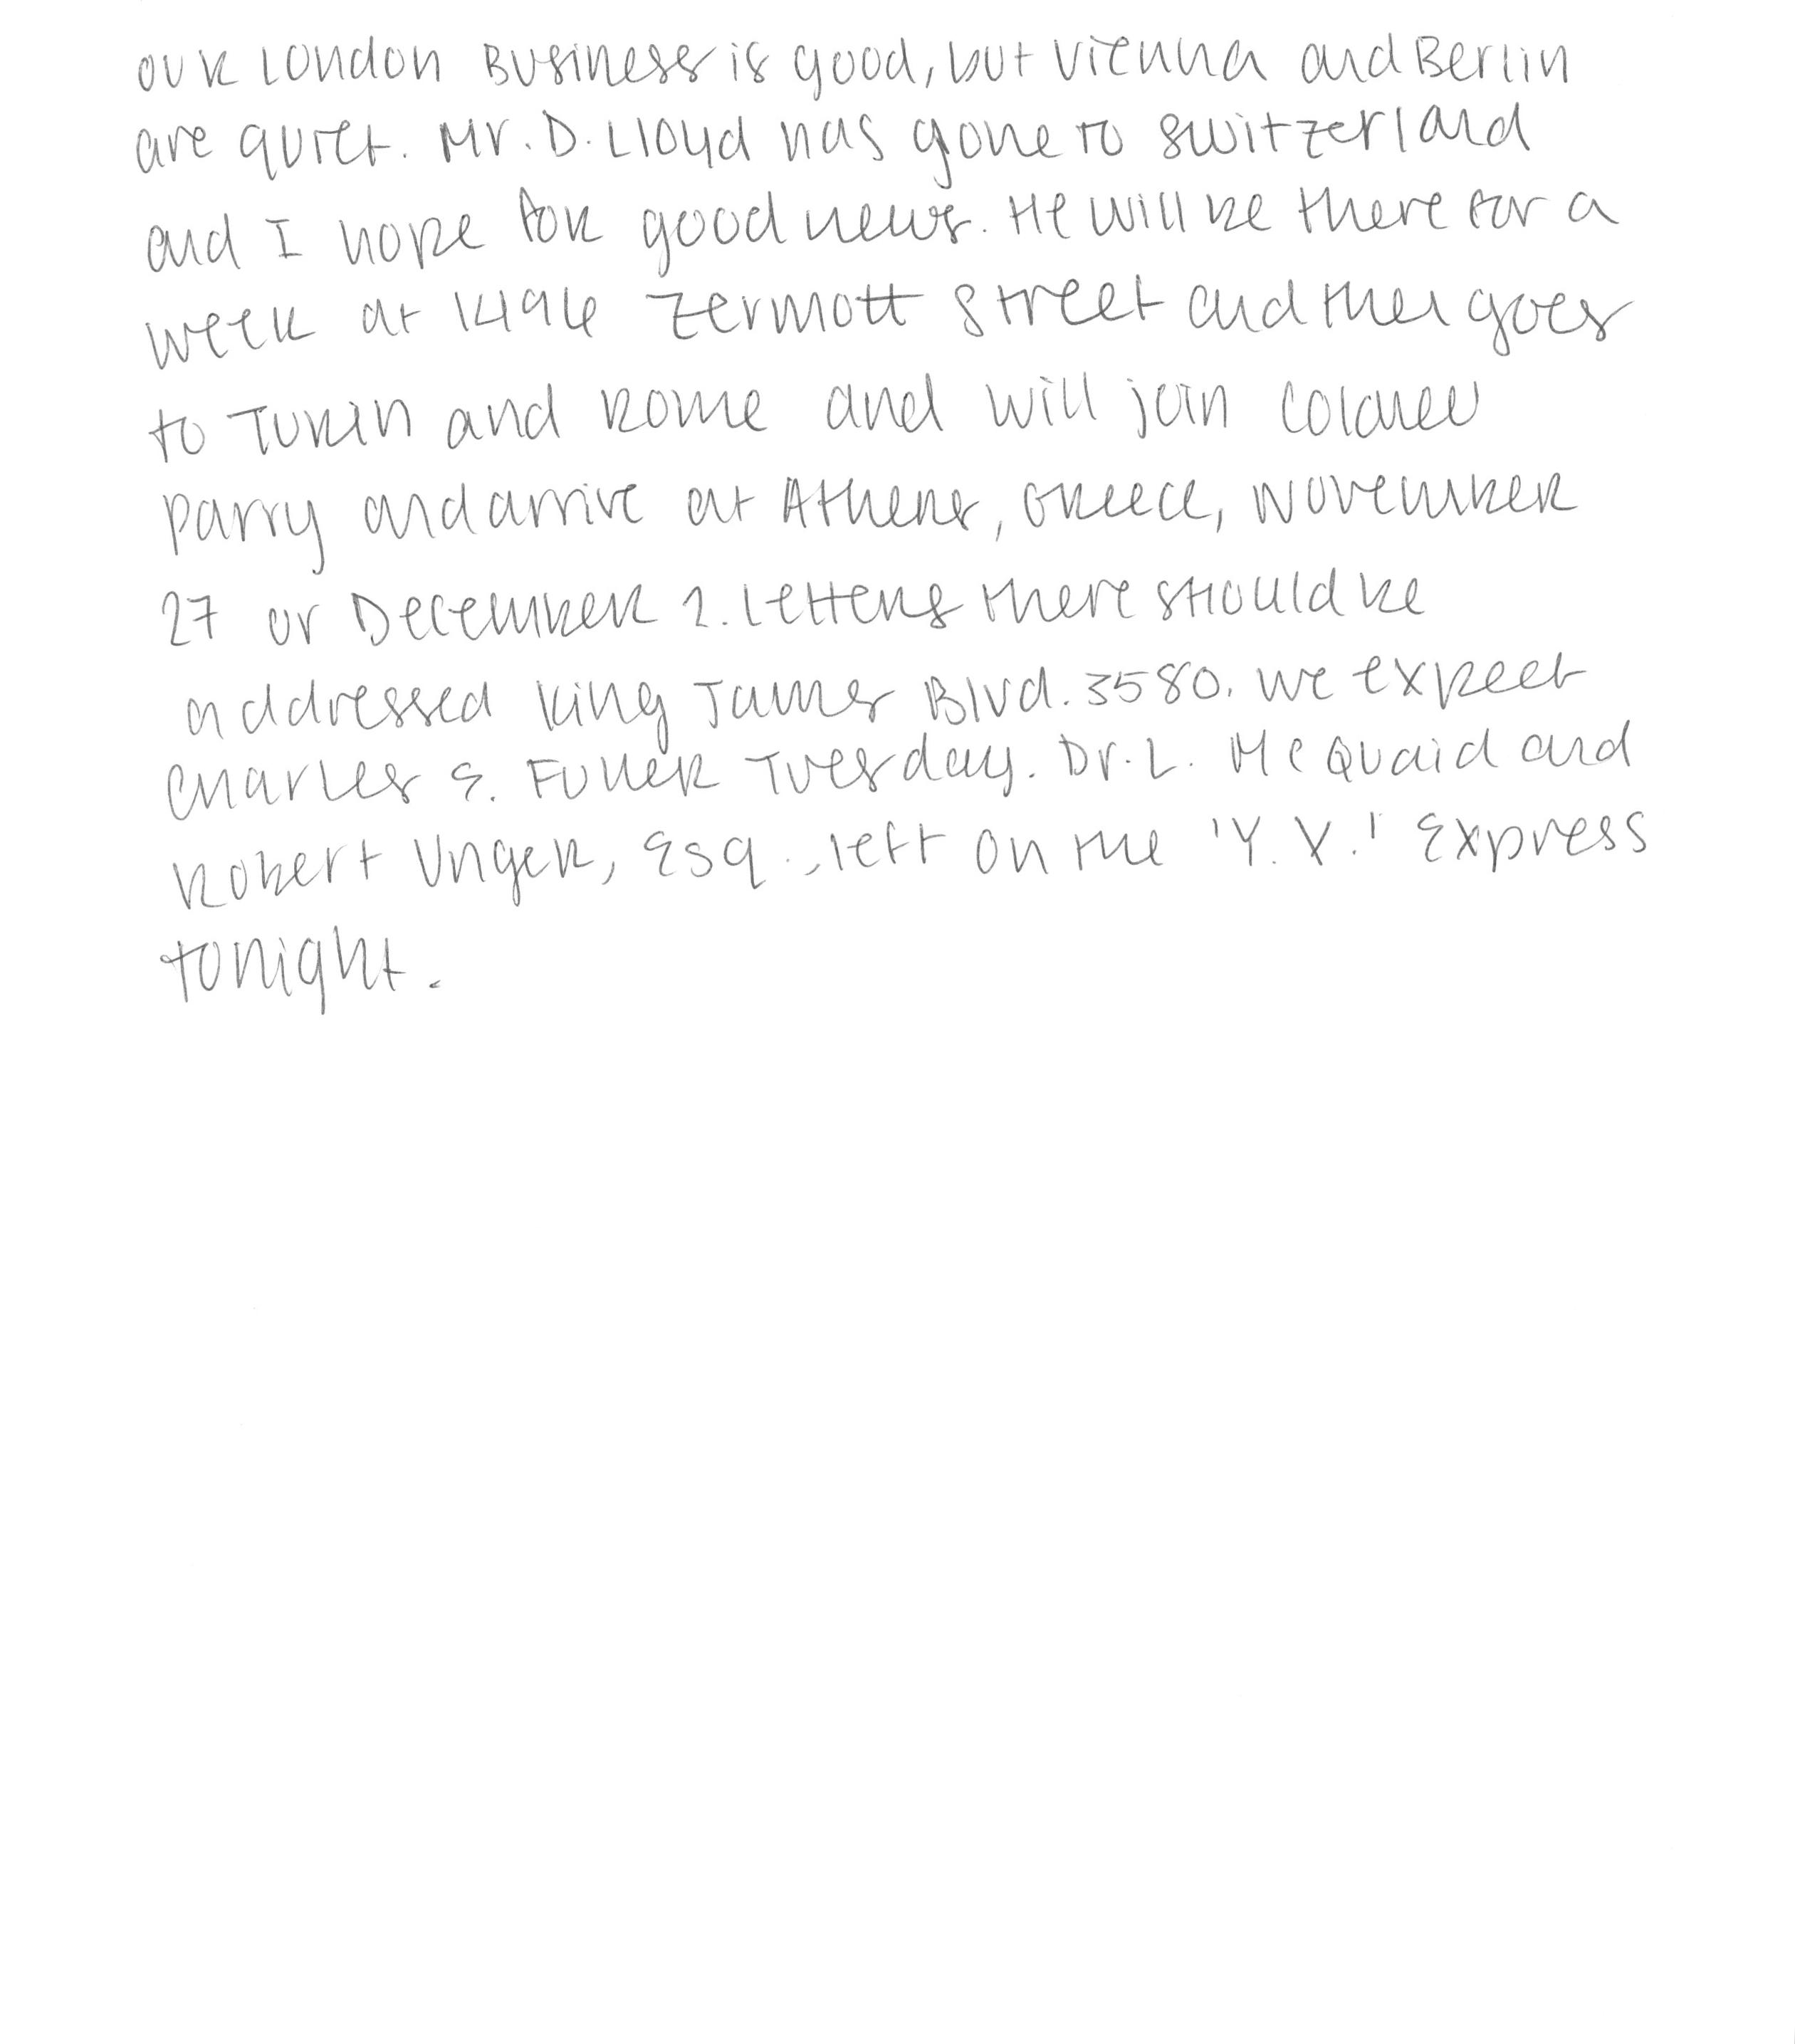 our London Business is good, but Vienna and Berlin
are quiet. Mr. D. Lloyd has gone to Switzerland
and I hope for good news. He will be there for a
week at 1496 Zermott Street and then goes
to Turin and Rome and will join Colonel
Parry and arrive at Athens, Greece, November
27 or December 2. Letters there should be
addressed King James Blvd. 3580. We expect
Charles E. Fuller Tuesday. Dr. L. McQuaid and
Robert Unger, Esq., left on the 'Y.X.' Express
tonight.